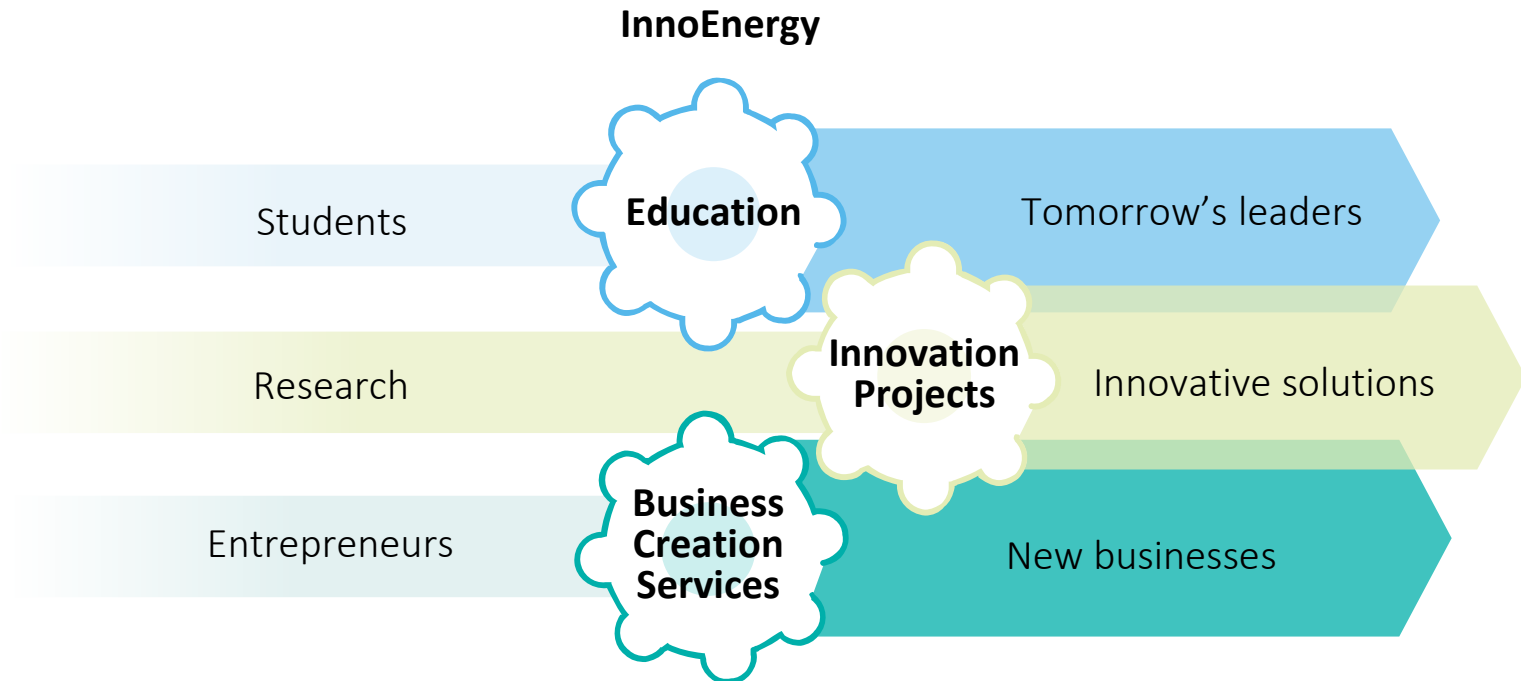 InnoEnergy
Students
Education
Tomorrow’s leaders
Research
Innovation
Projects
Innovative solutions
Entrepreneurs
Business
Creation
Services
New businesses